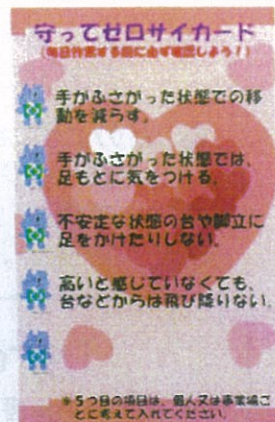 守ってゼロサイカード
(毎日作業する前に必ず確認しよう!)
手がふさがった状態での移
動を減らす。
手がふさがった状態では、
足もとに気をつける。
不安定な状態の台や脚立に
足をかけたりしない。
高いと感じていなくても、
台などからは飛び降りない。
*5つ目の項目は、個人又は事業場ご
とに考えて入れてください。